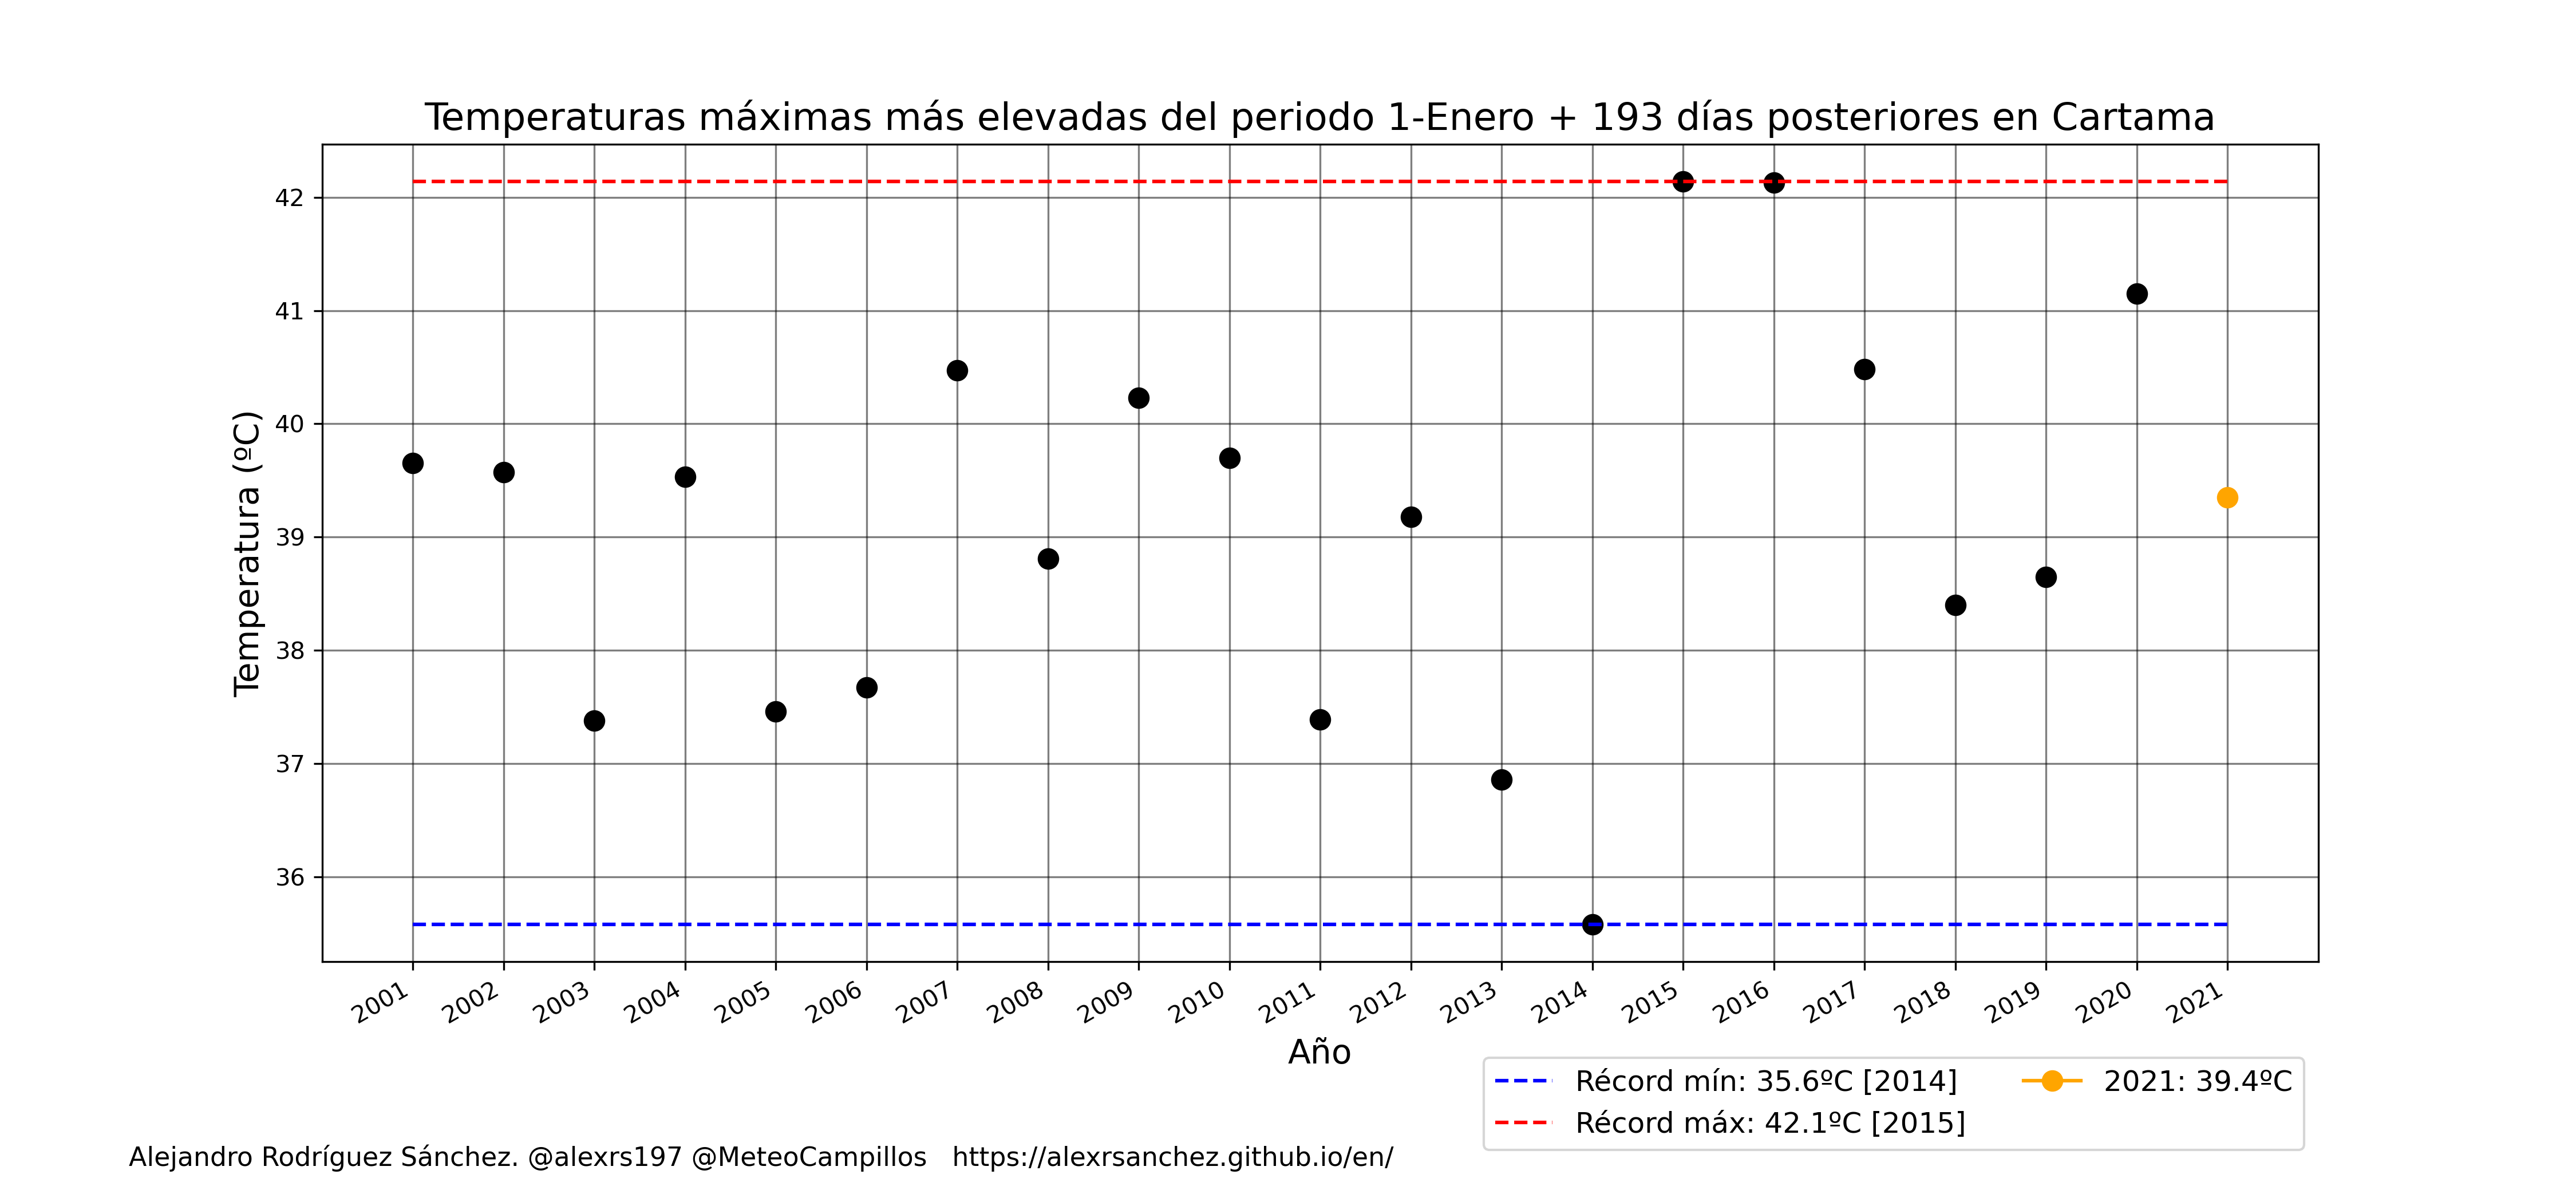 Temperaturas máximas más elevadas del periodo 1-Enero + 193 días posteriores en Cartama
Temperatura (ºC)
42
41
40
39
38
37
36
2001 2002 2003 2004 2005 2006 2007 2008 2009 2010 2011 2012 2013 2014 2015 2016 2017 2018 2019 2020 2021
Año
Récord mín: 35.6ºC [2014]
Récord máx: 42.1ºC [2015]
2021: 39.4ºC
Alejandro Rodríguez Sánchez. @alexrs197 @MeteoCampillos https://alexrsanchez.github.io/en/